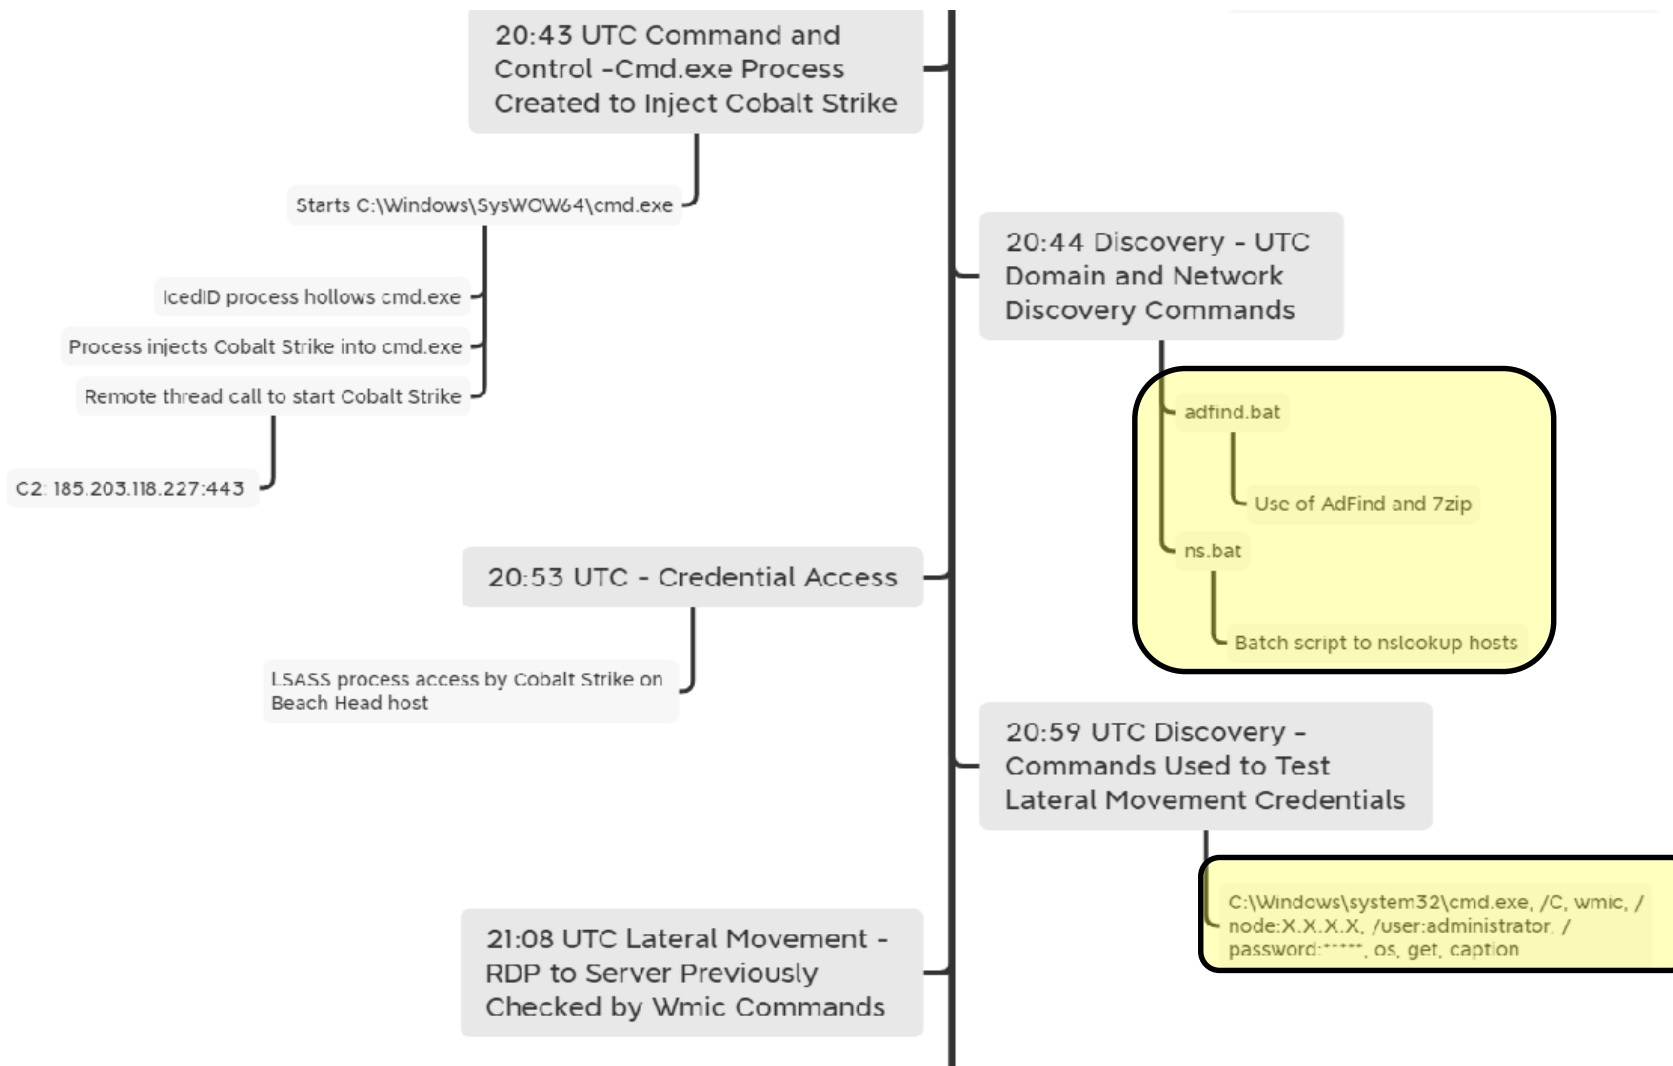 20:43 UTC Command and
Control -Cmd.exe Process
Created to Inject Cobalt Strike
Starts C:\Windows\SysWOW64\cmd.exe
IcedID process hollows cmd.exe
Process injects Cobalt Strike into cmd.exe
Remote thread call to start Cobalt Strike
C2: 185.203.118.227:443
20:44 Discovery - UTC
Domain and Network
Discovery Commands
adfind.bat
Use of AdFind and 7zip
ns.bat
Batch script to nslookup hosts
20:53 UTC - Credential Access
LSASS process access by Cobalt Strike on
Beach Head host
20:59 UTC Discovery -
Commands Used to Test
Lateral Movement Credentials
C:\Windows\system32\cmd.exe, /C, wmic, /
node:X.X.X.X, /user:administrator, /
password:*****, os, get, caption
21:08 UTC Lateral Movement -
RDP to Server Previously
Checked by Wmic Commands